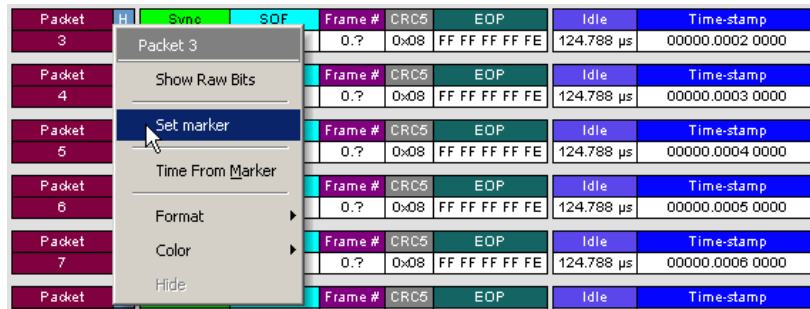 Packet H Sync SOF Frame # CRC5 EOP Idle Time-stamp
3 0.? 0x08 FF FF FF FF FE 124.788 µs 00000.0002 0000
Packet 3
Packet Frame # CRC5 EOP Idle Time-stamp
4 0.? 0x08 FF FF FF FF FE 124.788 µs 00000.0003 0000
Show Raw Bits
Packet Frame # CRC5 EOP Idle Time-stamp
5 0.? 0x08 FF FF FF FF FE 124.788 µs 00000.0004 0000
Set marker
Time From Marker
Packet Frame # CRC5 EOP Idle Time-stamp
6 0.? 0x08 FF FF FF FF FE 124.788 µs 00000.0005 0000
Format
Packet Frame # CRC5 EOP Idle Time-stamp
7 0.? 0x08 FF FF FF FF FE 124.788 µs 00000.0006 0000
Color
Hide
Packet Frame # CRC5 EOP Idle Time-stamp